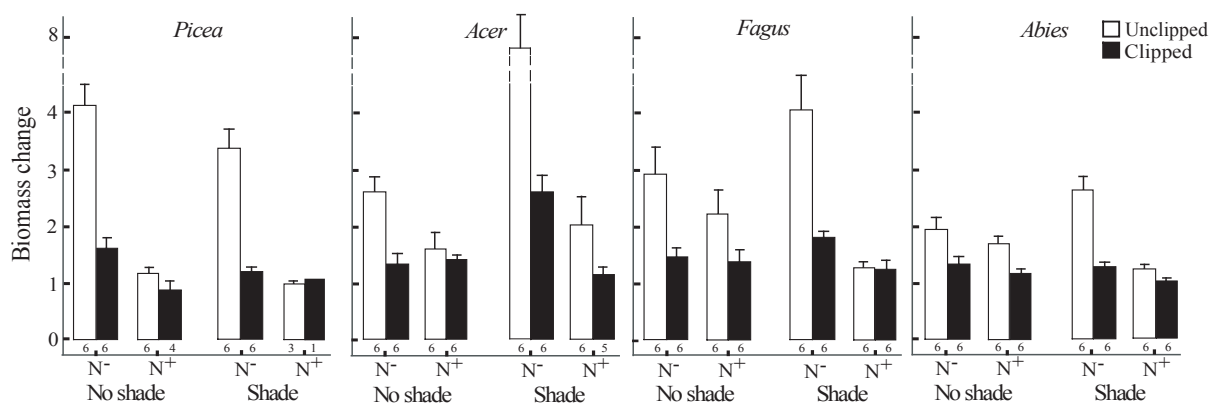 Picea Acer Fagus Abies
Unclipped
Clipped
Biomass change
8
4
3
2
1
0
6 6 6 4 6 6 3 1 6 6 6 6 6 6 6 5 6 6 6 6 6 6 6 6 6 6 6 6 6 6 6 6
N- N+ N- N+ N- N+ N- N+ N- N+ N- N+ N- N+ N- N+
No shade Shade No shade Shade No shade Shade No shade Shade